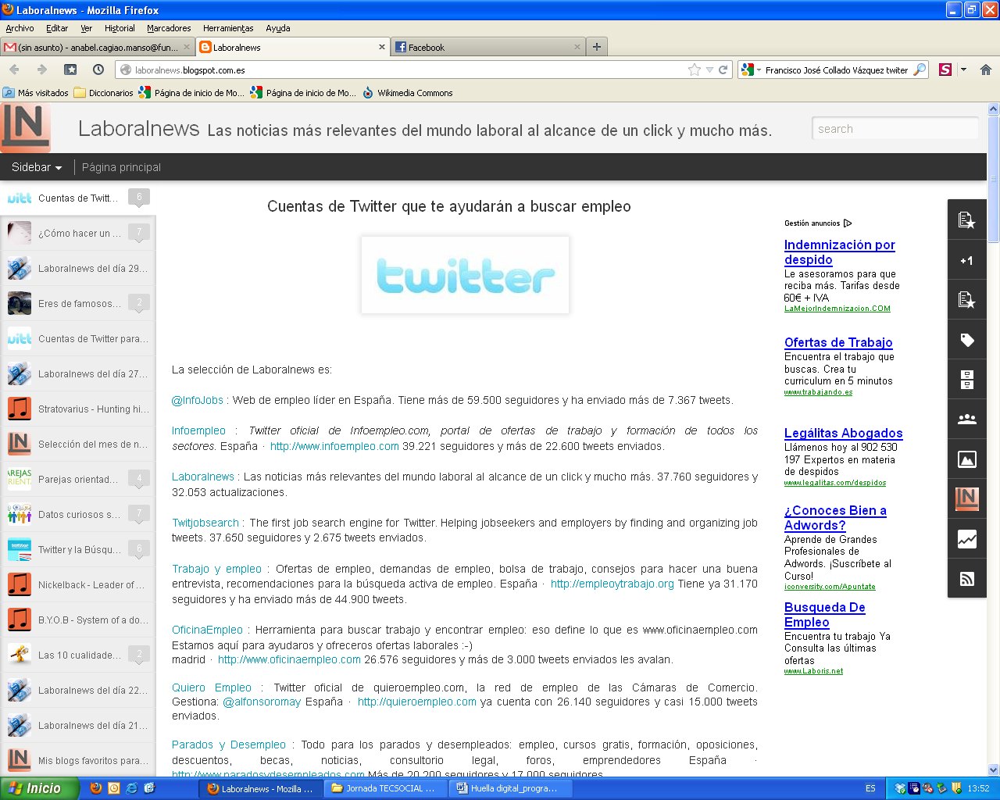 Laboralnews - Mozilla Firefox
Archivo Editar Ver Historial Marcadores Herramientas Ayuda
(sin asunto) - anabel.cagiao.manso@fun...
Laboralnews
Facebook
laboralnews.blogspot.com.es
Francisco José Collado Vázquez twiter
Más visitados Diccionarios Página de inicio de Mo... Página de inicio de Mo... Wikimedia Commons
LN
Laboralnews Las noticias más relevantes del mundo laboral al alcance de un click y mucho más.
search
Sidebar Página principal
Cuentas de Twitt... 6
¿Cómo hacer un ... 7
Laboralnews del día 29...
Eres de famosos... 2
Cuentas de Twitter para...
Laboralnews del día 27...
Stratovarius - Hunting hi...
Selección del mes de n...
Parejas orientad... 4
Datos curiosos s... 7
Twitter y la Búsqu... 6
Nickelback - Leader of ...
B.Y.O.B - System of a do...
Las 10 cualidade... 2
Laboralnews del día 22...
Laboralnews del día 21...
Mis blogs favoritos para...
Cuentas de Twitter que te ayudarán a buscar empleo
twitter
La selección de Laboralnews es:
@InfoJobs : Web de empleo líder en España. Tiene más de 59.500 seguidores y ha enviado más de 7.367 tweets.
Infoempleo : Twitter oficial de Infoempleo.com, portal de ofertas de trabajo y formación de todos los
sectores. España · http://www.infoempleo.com 39.221 seguidores y más de 22.600 tweets enviados.
Laboralnews : Las noticias más relevantes del mundo laboral al alcance de un click y mucho más. 37.760 seguidores y
32.053 actualizaciones.
Twitjobsearch : The first job search engine for Twitter. Helping jobseekers and employers by finding and organizing job
tweets. 37.650 seguidores y 2.675 tweets enviados.
Trabajo y empleo : Ofertas de empleo, demandas de empleo, bolsa de trabajo, consejos para hacer una buena
entrevista, recomendaciones para la búsqueda activa de empleo. España · http://empleoytrabajo.org Tiene ya 31.170
seguidores y ha enviado más de 44.900 tweets.
OficinaEmpleo : Herramienta para buscar trabajo y encontrar empleo: eso define lo que es www.oficinaempleo.com
Estamos aquí para ayudaros y ofreceros ofertas laborales :-)
madrid · http://www.oficinaempleo.com 26.576 seguidores y más de 3.000 tweets enviados les avalan.
Quiero Empleo : Twitter oficial de quieroempleo.com, la red de empleo de las Cámaras de Comercio.
Gestiona: @alfonsoromay España · http://quieroempleo.com ya cuenta con 26.140 seguidores y casi 15.000 tweets
enviados.
Parados y Desempleo : Todo para los parados y desempleados: empleo, cursos gratis, formación, oposiciones,
descuentos, becas, noticias, consultorio legal, foros, emprendedores España ·
http://www.paradosydesempleados.com Más de 20.200 seguidores y 17.000 seguidores
Gestión anuncios
Indemnización por
despido
Le asesoramos para que
reciba más. Tarifas desde
60€ + IVA
LaMejorIndemnizacion.COM
Ofertas de Trabajo
Encuentra el trabajo que
buscas. Crea tu
curriculum en 5 minutos
www.trabajando.es
Legálitas Abogados
Llámenos hoy al 902 530
197 Expertos en materia
de despidos
www.legalitas.com/despidos
¿Conoces Bien a
Adwords?
Aprende de Grandes
Profesionales de
Adwords. ¡Suscríbete al
Curso!
iconversity.com/Apuntate
Busqueda De
Empleo
Encuentra tu trabajo Ya
Consulta las últimas
ofertas
www.Laboris.net
+1
LN
Inicio
Laboralnews - Mozilla ...
Jornada TECSOCIAL ...
Huella digital_progra...
ES
13:52